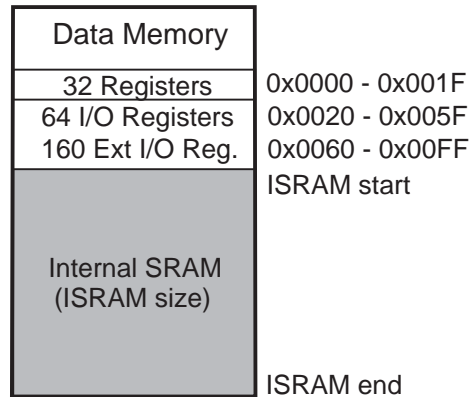 Data Memory
32 Registers 0x0000 - 0x001F
64 I/O Registers 0x0020 - 0x005F
160 Ext I/O Reg. 0x0060 - 0x00FF
ISRAM start
Internal SRAM
(ISRAM size)
ISRAM end